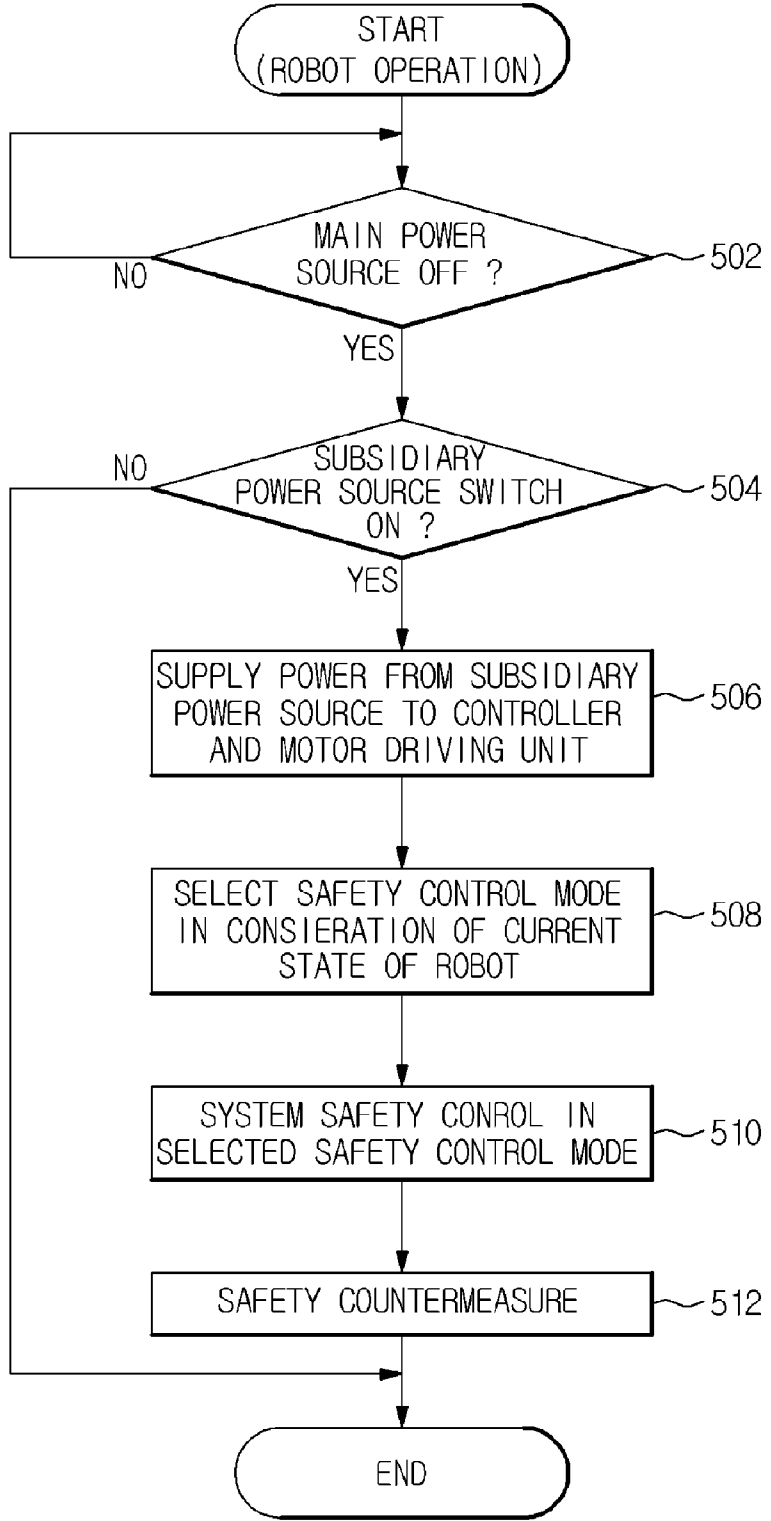 START
(ROBOT OPERATION)
MAIN POWER
SOURCE OFF ?
502
NO
YES
SUBSIDIARY
POWER SOURCE SWITCH
ON ?
504
NO
YES
SUPPLY POWER FROM SUBSIDIARY
POWER SOURCE TO CONTROLLER
AND MOTOR DRIVING UNIT
506
SELECT SAFETY CONTROL MODE
IN CONSIERATION OF CURRENT
STATE OF ROBOT
508
SYSTEM SAFETY CONROL IN
SELECTED SAFETY CONTROL MODE
510
SAFETY COUNTERMEASURE
512
END